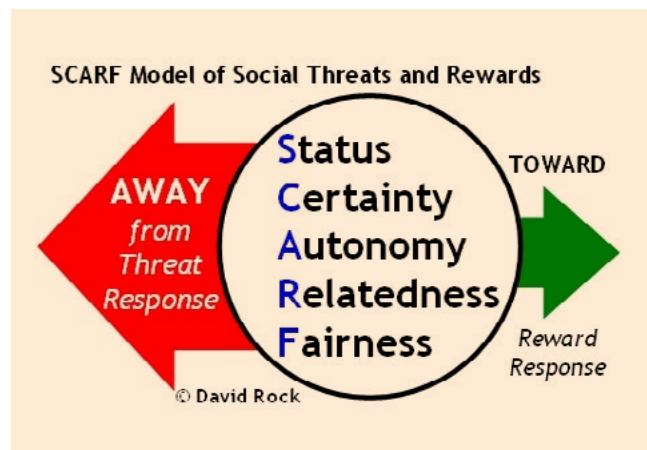 SCARF Model of Social Threats and Rewards
AWAY
from
Threat
Response
Status
Certainty
Autonomy
Relatedness
Fairness
TOWARD
Reward
Response
© David Rock